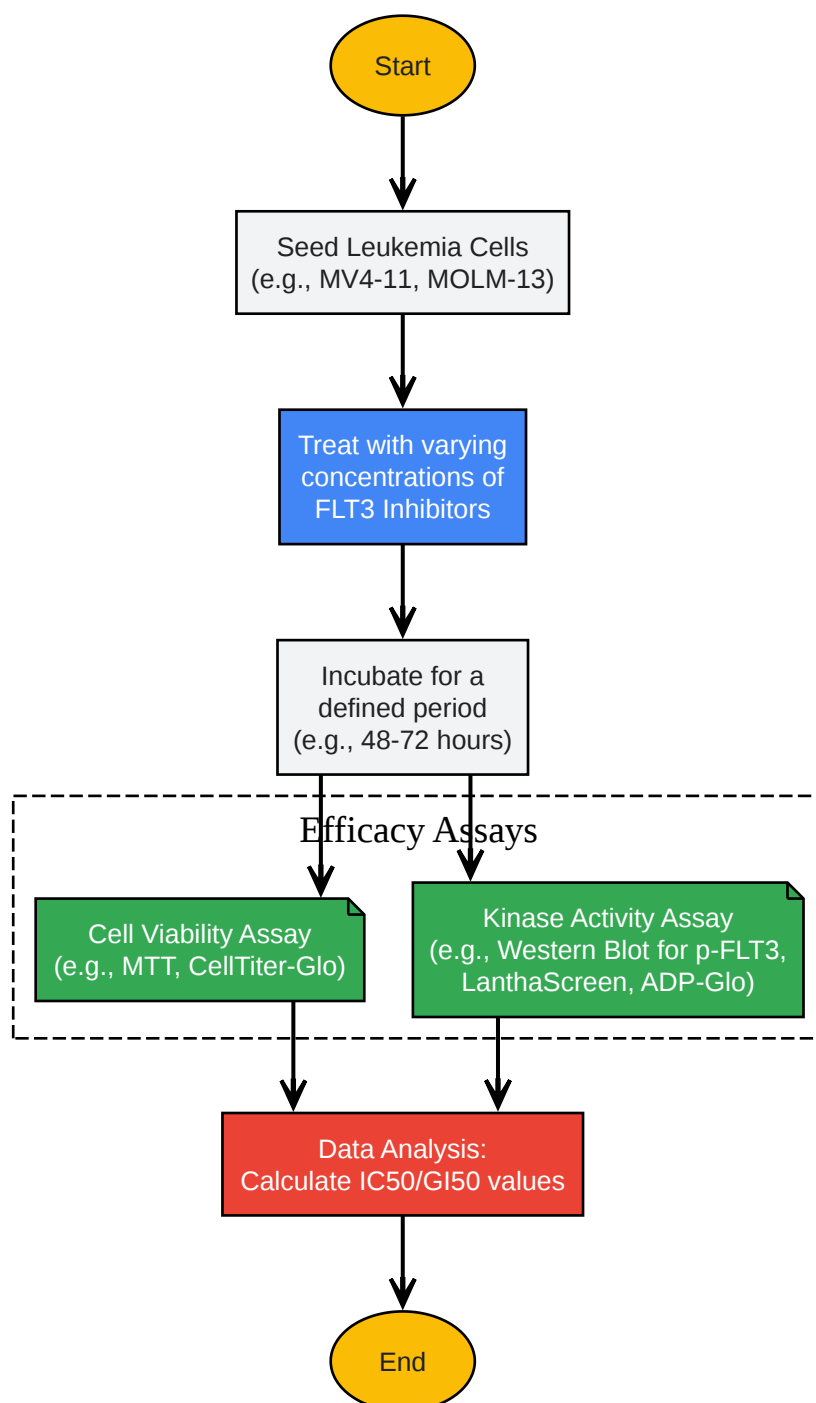 Start
Seed Leukemia Cells
(e.g., MV4-11, MOLM-13)
Treat with varying
concentrations of
FLT3 Inhibitors
Incubate for a
defined period
(e.g., 48-72 hours)
Efficacy Assays
Cell Viability Assay
(e.g., MTT, CellTiter-Glo)
Kinase Activity Assay
(e.g., Western Blot for p-FLT3,
LanthaScreen, ADP-Glo)
Data Analysis:
Calculate IC50/GI50 values
End